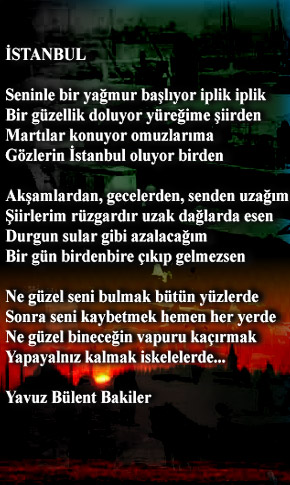 İSTANBUL
Seninle bir yağmur başlıyor iplik iplik
Bir güzellik doluyor yüreğime şiirden
Martılar konuyor omuzlarıma
Gözlerin İstanbul oluyor birden
Akşamlardan, gecelerden, senden uzağım
Şiirlerim rüzgardır uzak dağlarda esen
Durgun sular gibi azalacağım
Bir gün birdenbire çıkıp gelmezsen
Ne güzel seni bulmak bütün yüzlerde
Sonra seni kaybetmek hemen her yerde
Ne güzel bineceğin vapuru kaçırmak
Yapayalnız kalmak iskelelerde...
Yavuz Bülent Bakiler